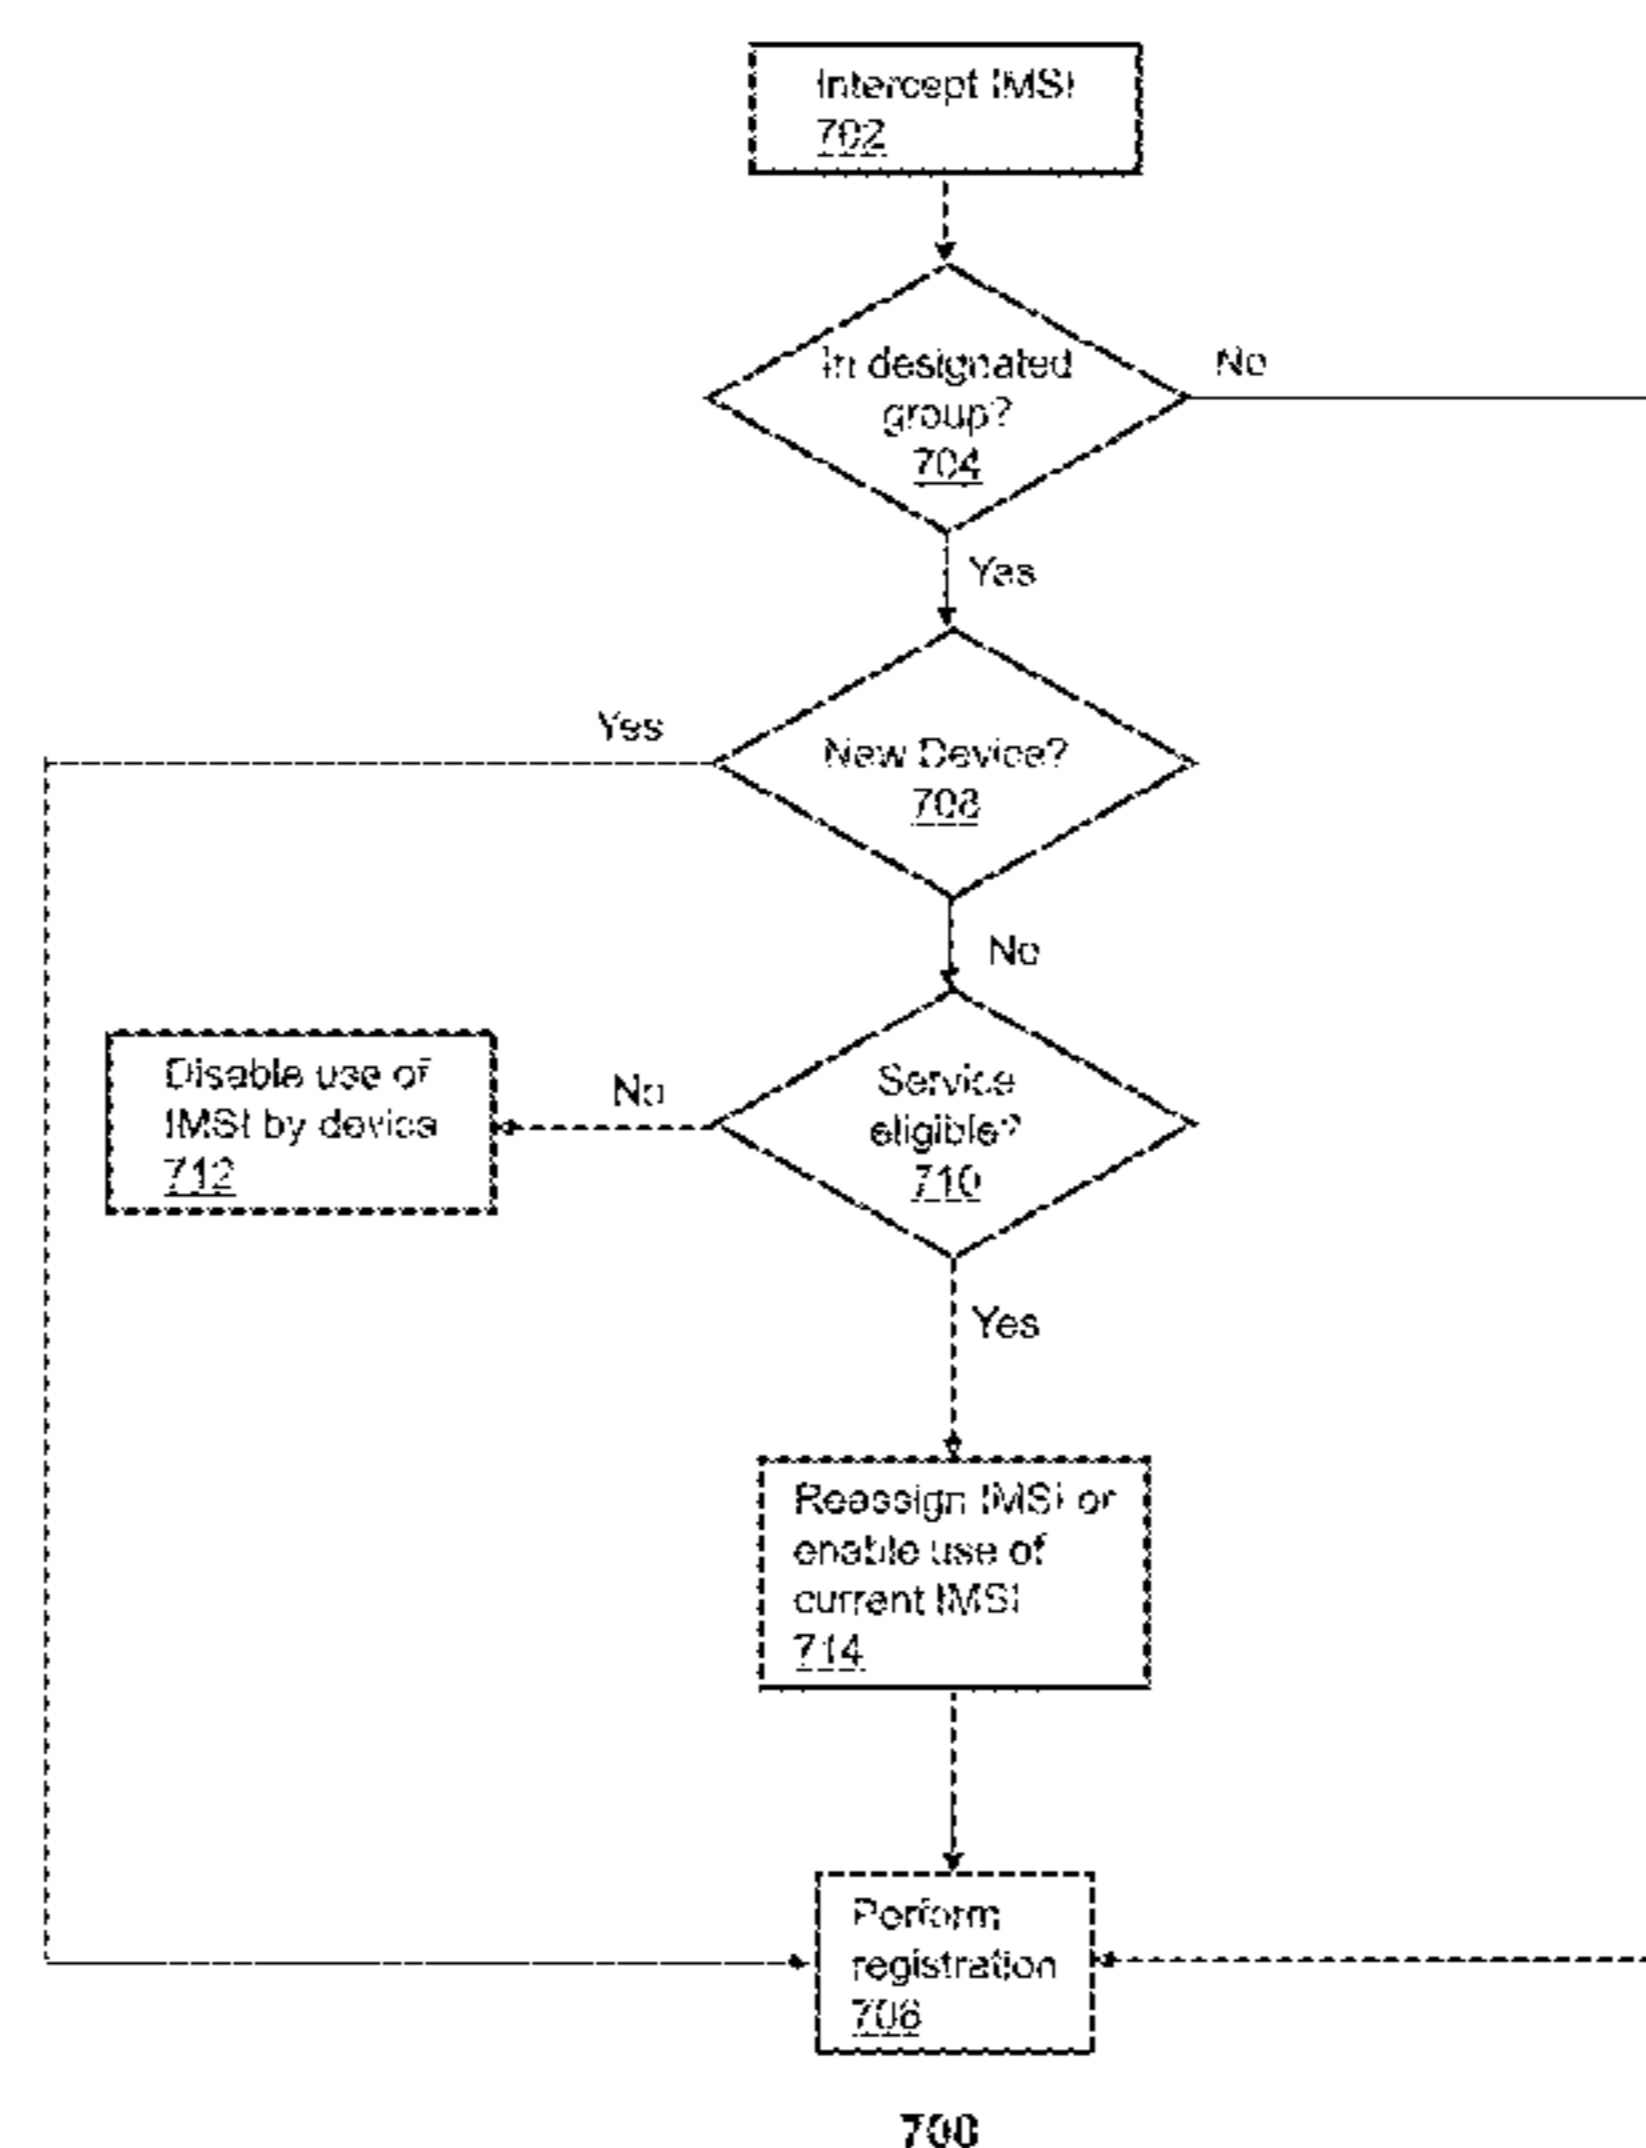 Intercept IMSI
702
In designated
group?
704
No
Yes
Yes
New Device?
708
No
Disable use of
IMSI by device
712
No
Service
eligible?
710
Yes
Reassign IMSI or
enable use of
current IMSI
714
Perform
registration
706
700